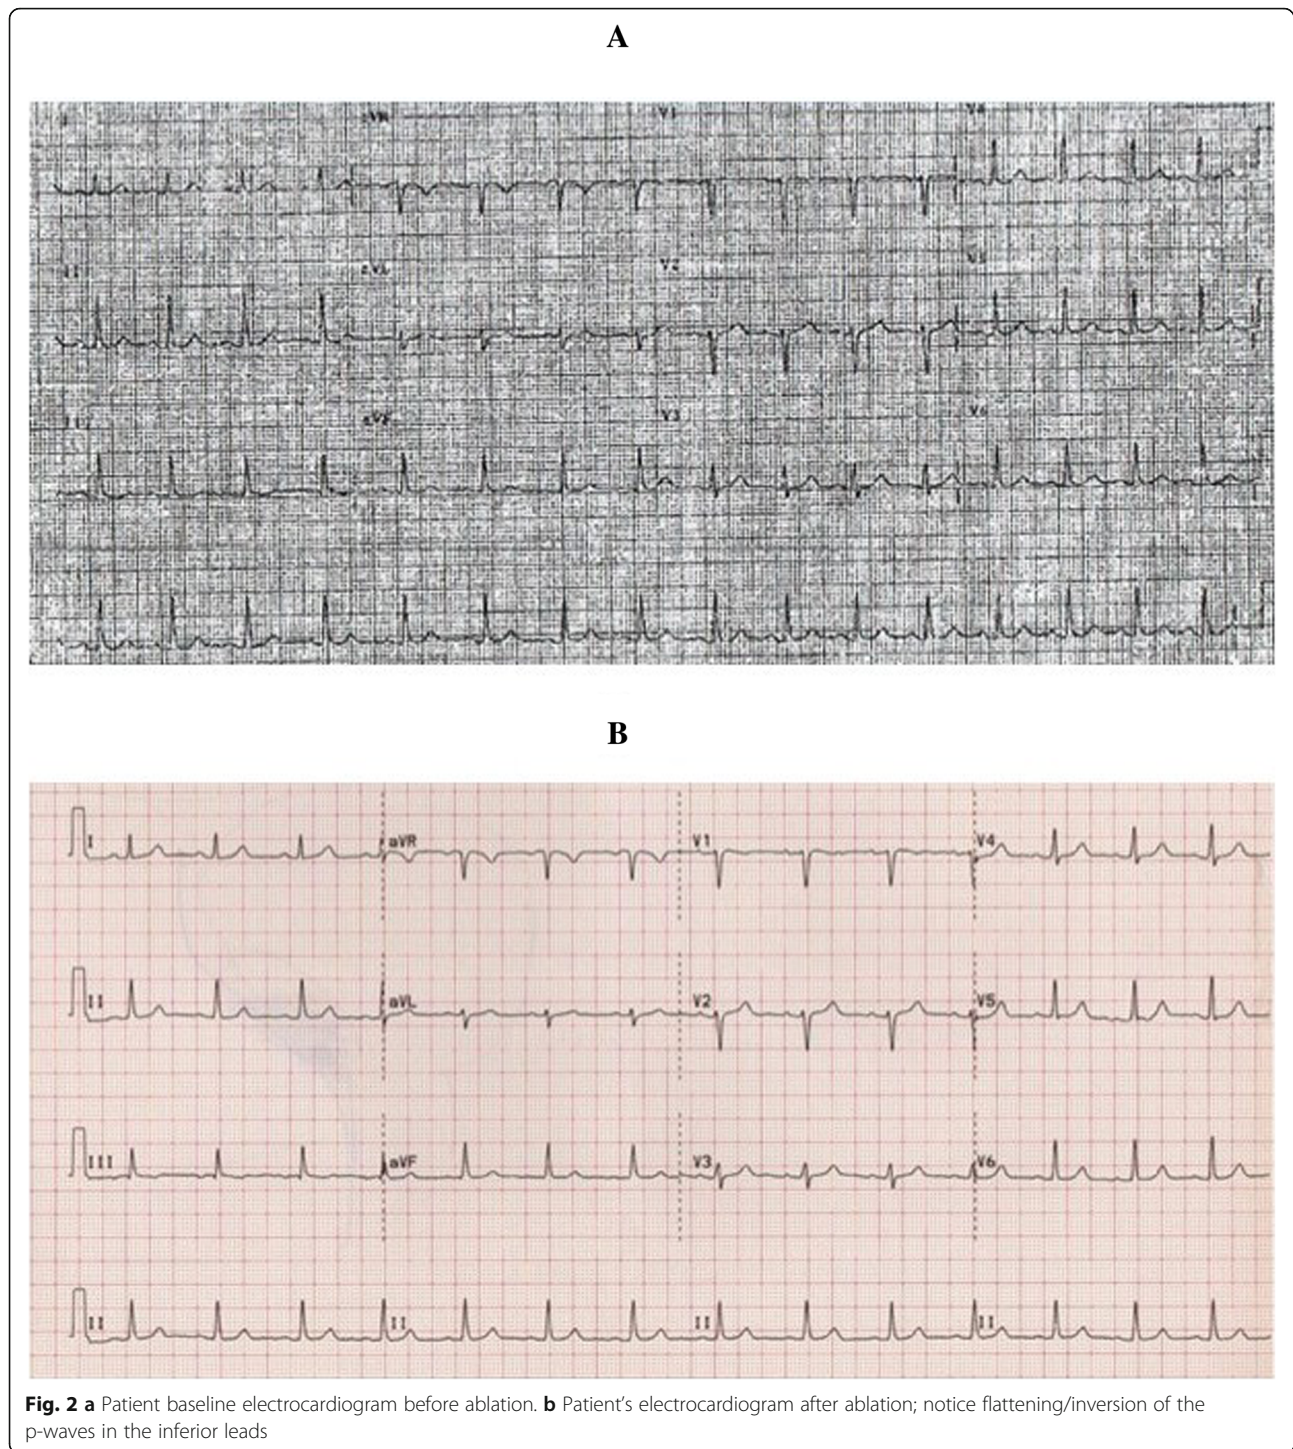 A
aVR V1 V4
II aVL V2 V5
III aVF V3 V6
B
I aVR V1 V4
II aVL V2 V5
III aVF V3 V6
II II II II
Fig. 2 a Patient baseline electrocardiogram before ablation. b Patient's electrocardiogram after ablation; notice flattening/inversion of the
p-waves in the inferior leads